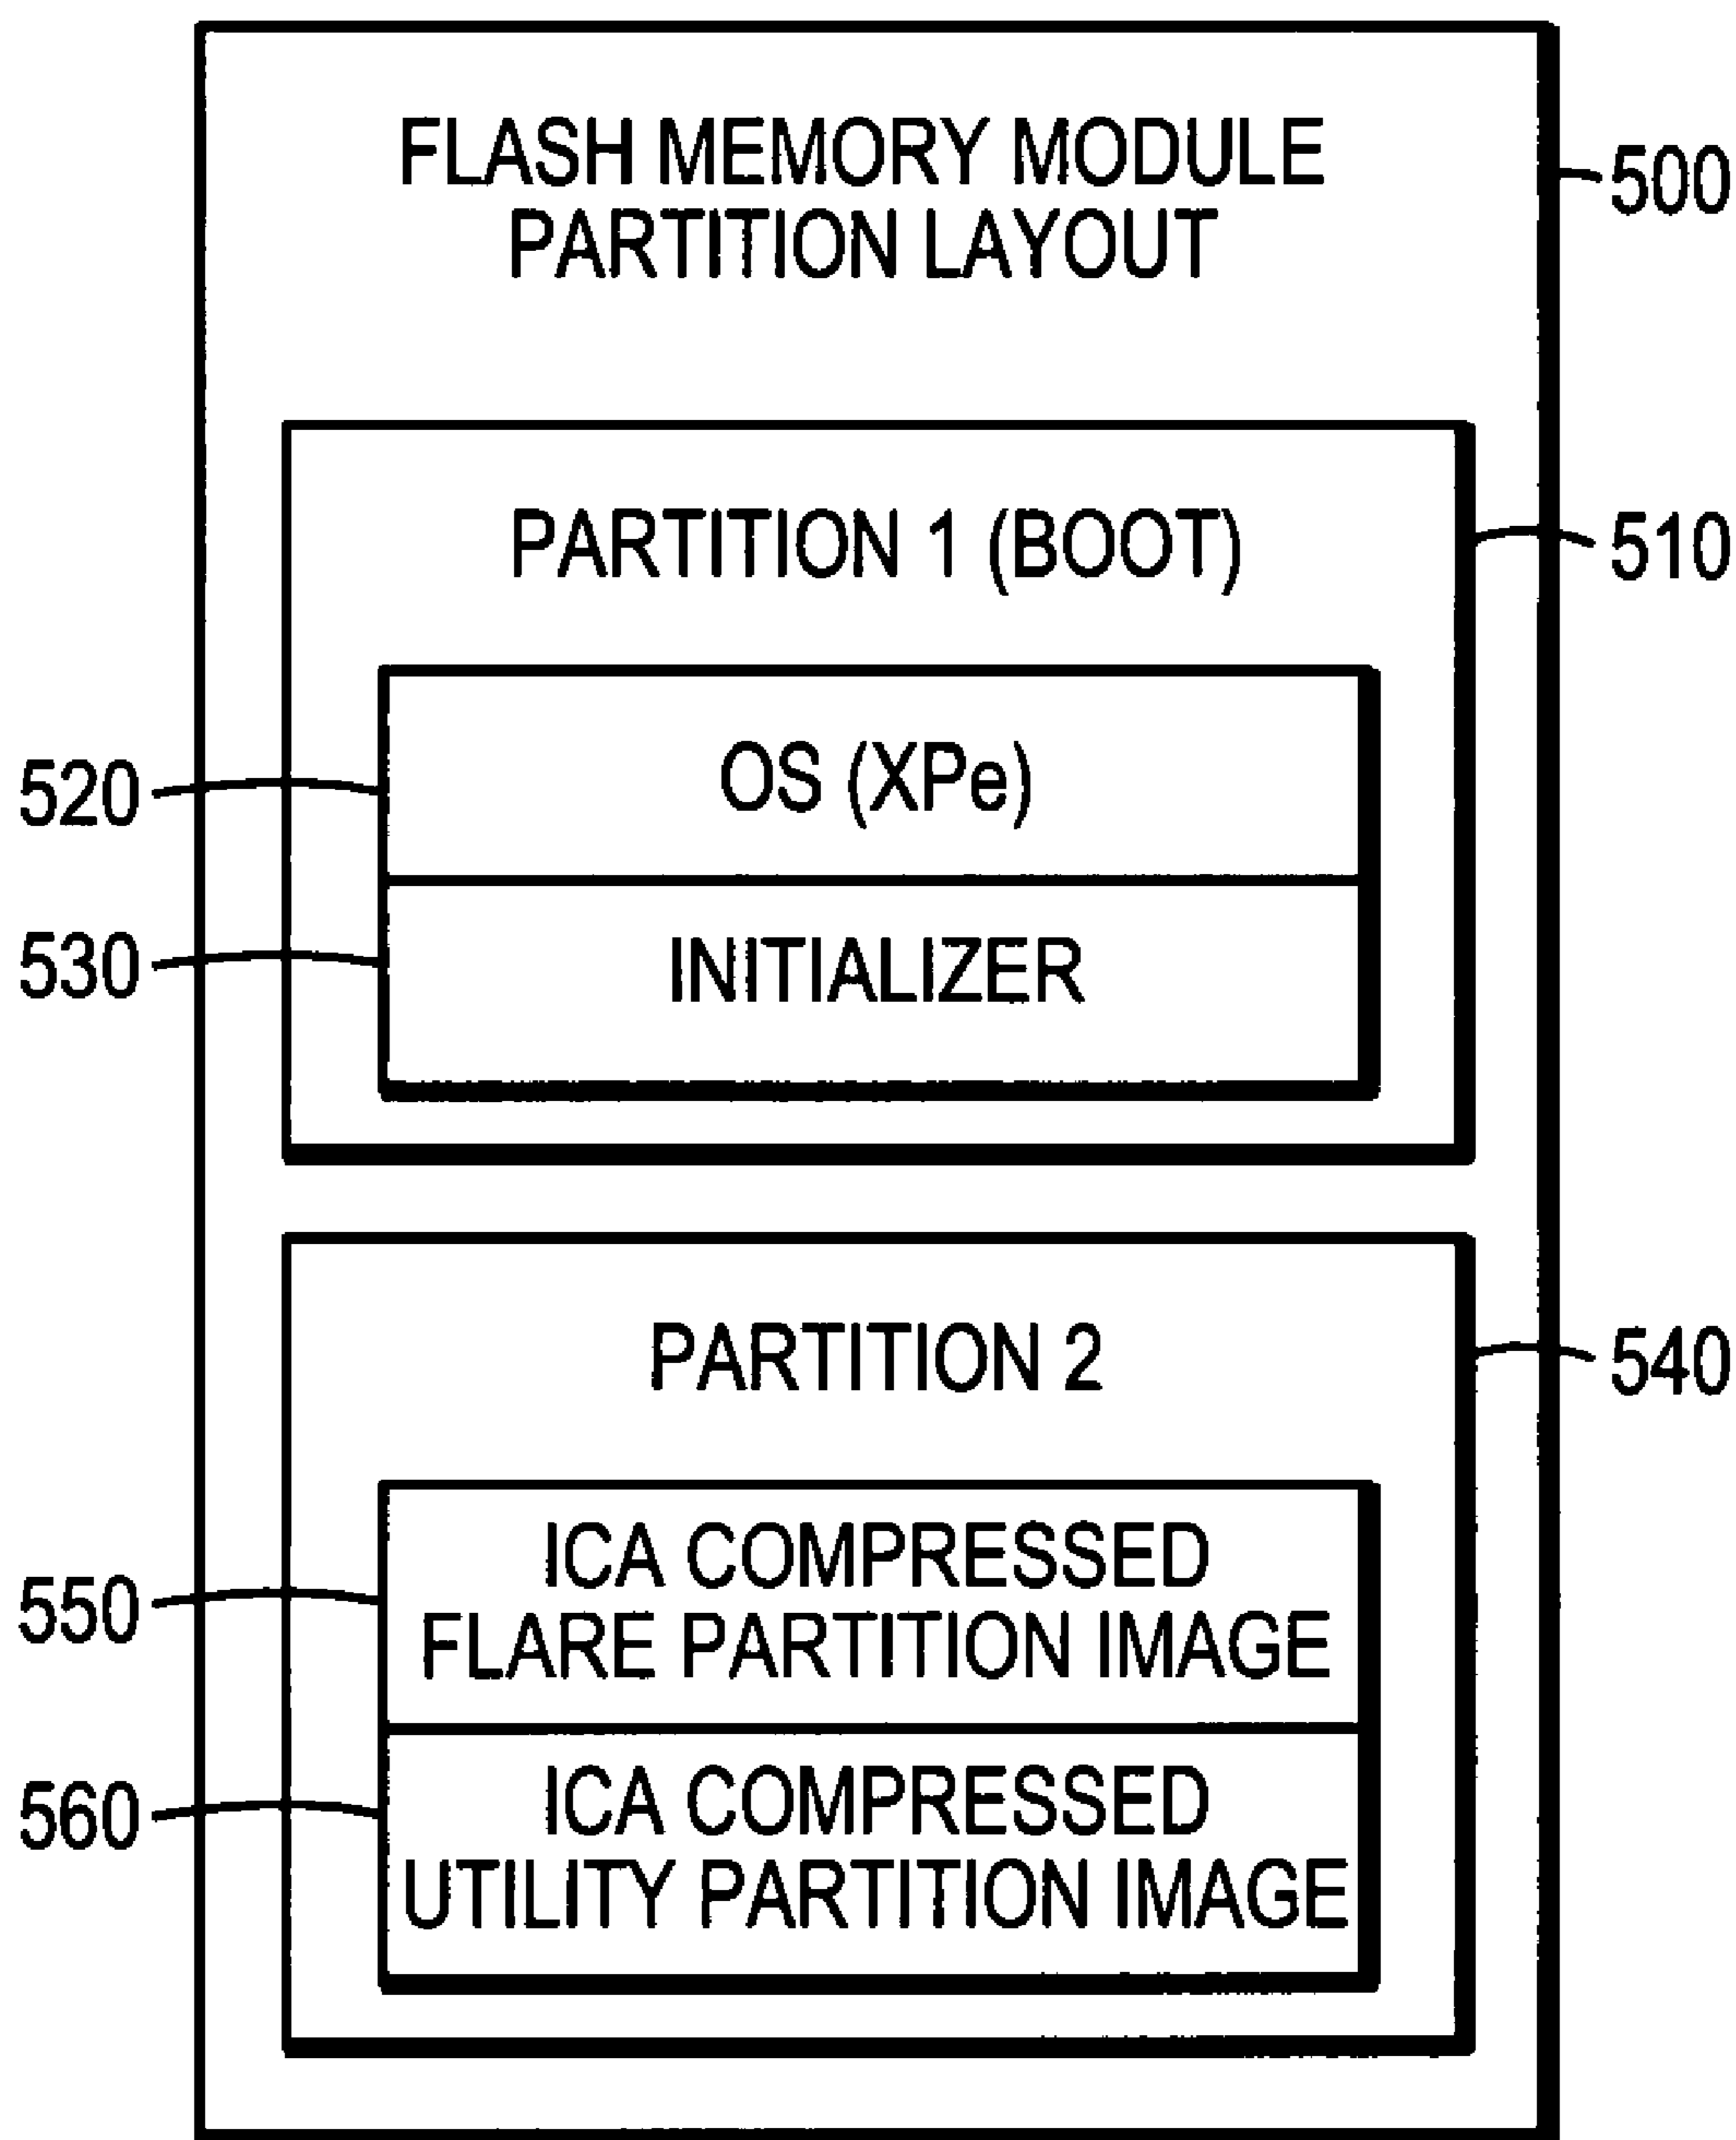 FLASH MEMORY MODULE
PARTITION LAYOUT
500
PARTITION 1 (BOOT)
510
OS (XPe)
520
INITIALIZER
530
PARTITION 2
540
ICA COMPRESSED
FLARE PARTITION IMAGE
550
ICA COMPRESSED
UTILITY PARTITION IMAGE
560